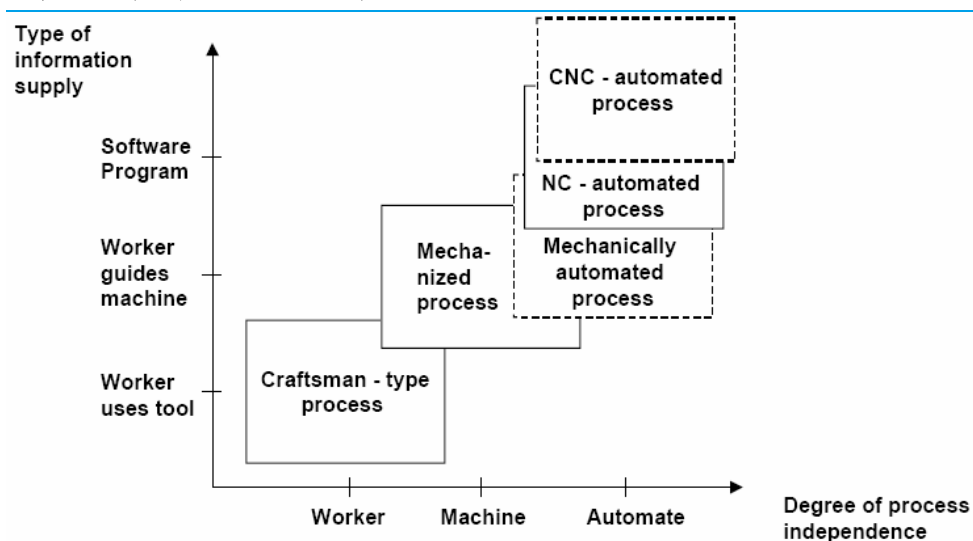 Type of
information
supply
CNC - automated
process
Software
Program
NC - automated
process
Worker
guides
machine
Mecha-
nized
process
Mechanically
automated
process
Worker
uses tool
Craftsman - type
process
Worker
Machine
Automate
Degree of process
independence